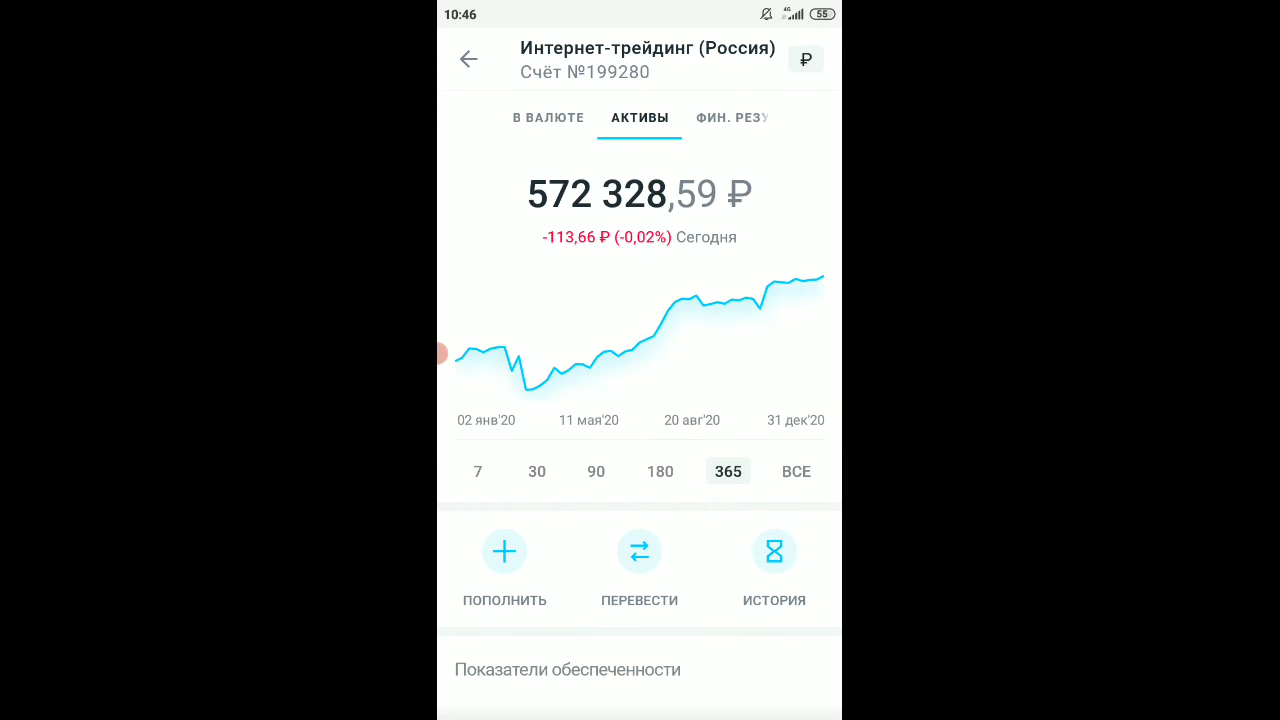 10:46
4G
55
Интернет-трейдинг (Россия)
Счёт №199280
₽
В ВАЛЮТЕ АКТИВЫ ФИН. РЕЗУ
572 328,59 ₽
-113,66 ₽ (-0,02%) Сегодня
02 янв'20 11 мая'20 20 авг'20 31 дек'20
7 30 90 180 365 ВСЕ
ПОПОЛНИТЬ ПЕРЕВЕСТИ ИСТОРИЯ
Показатели обеспеченности